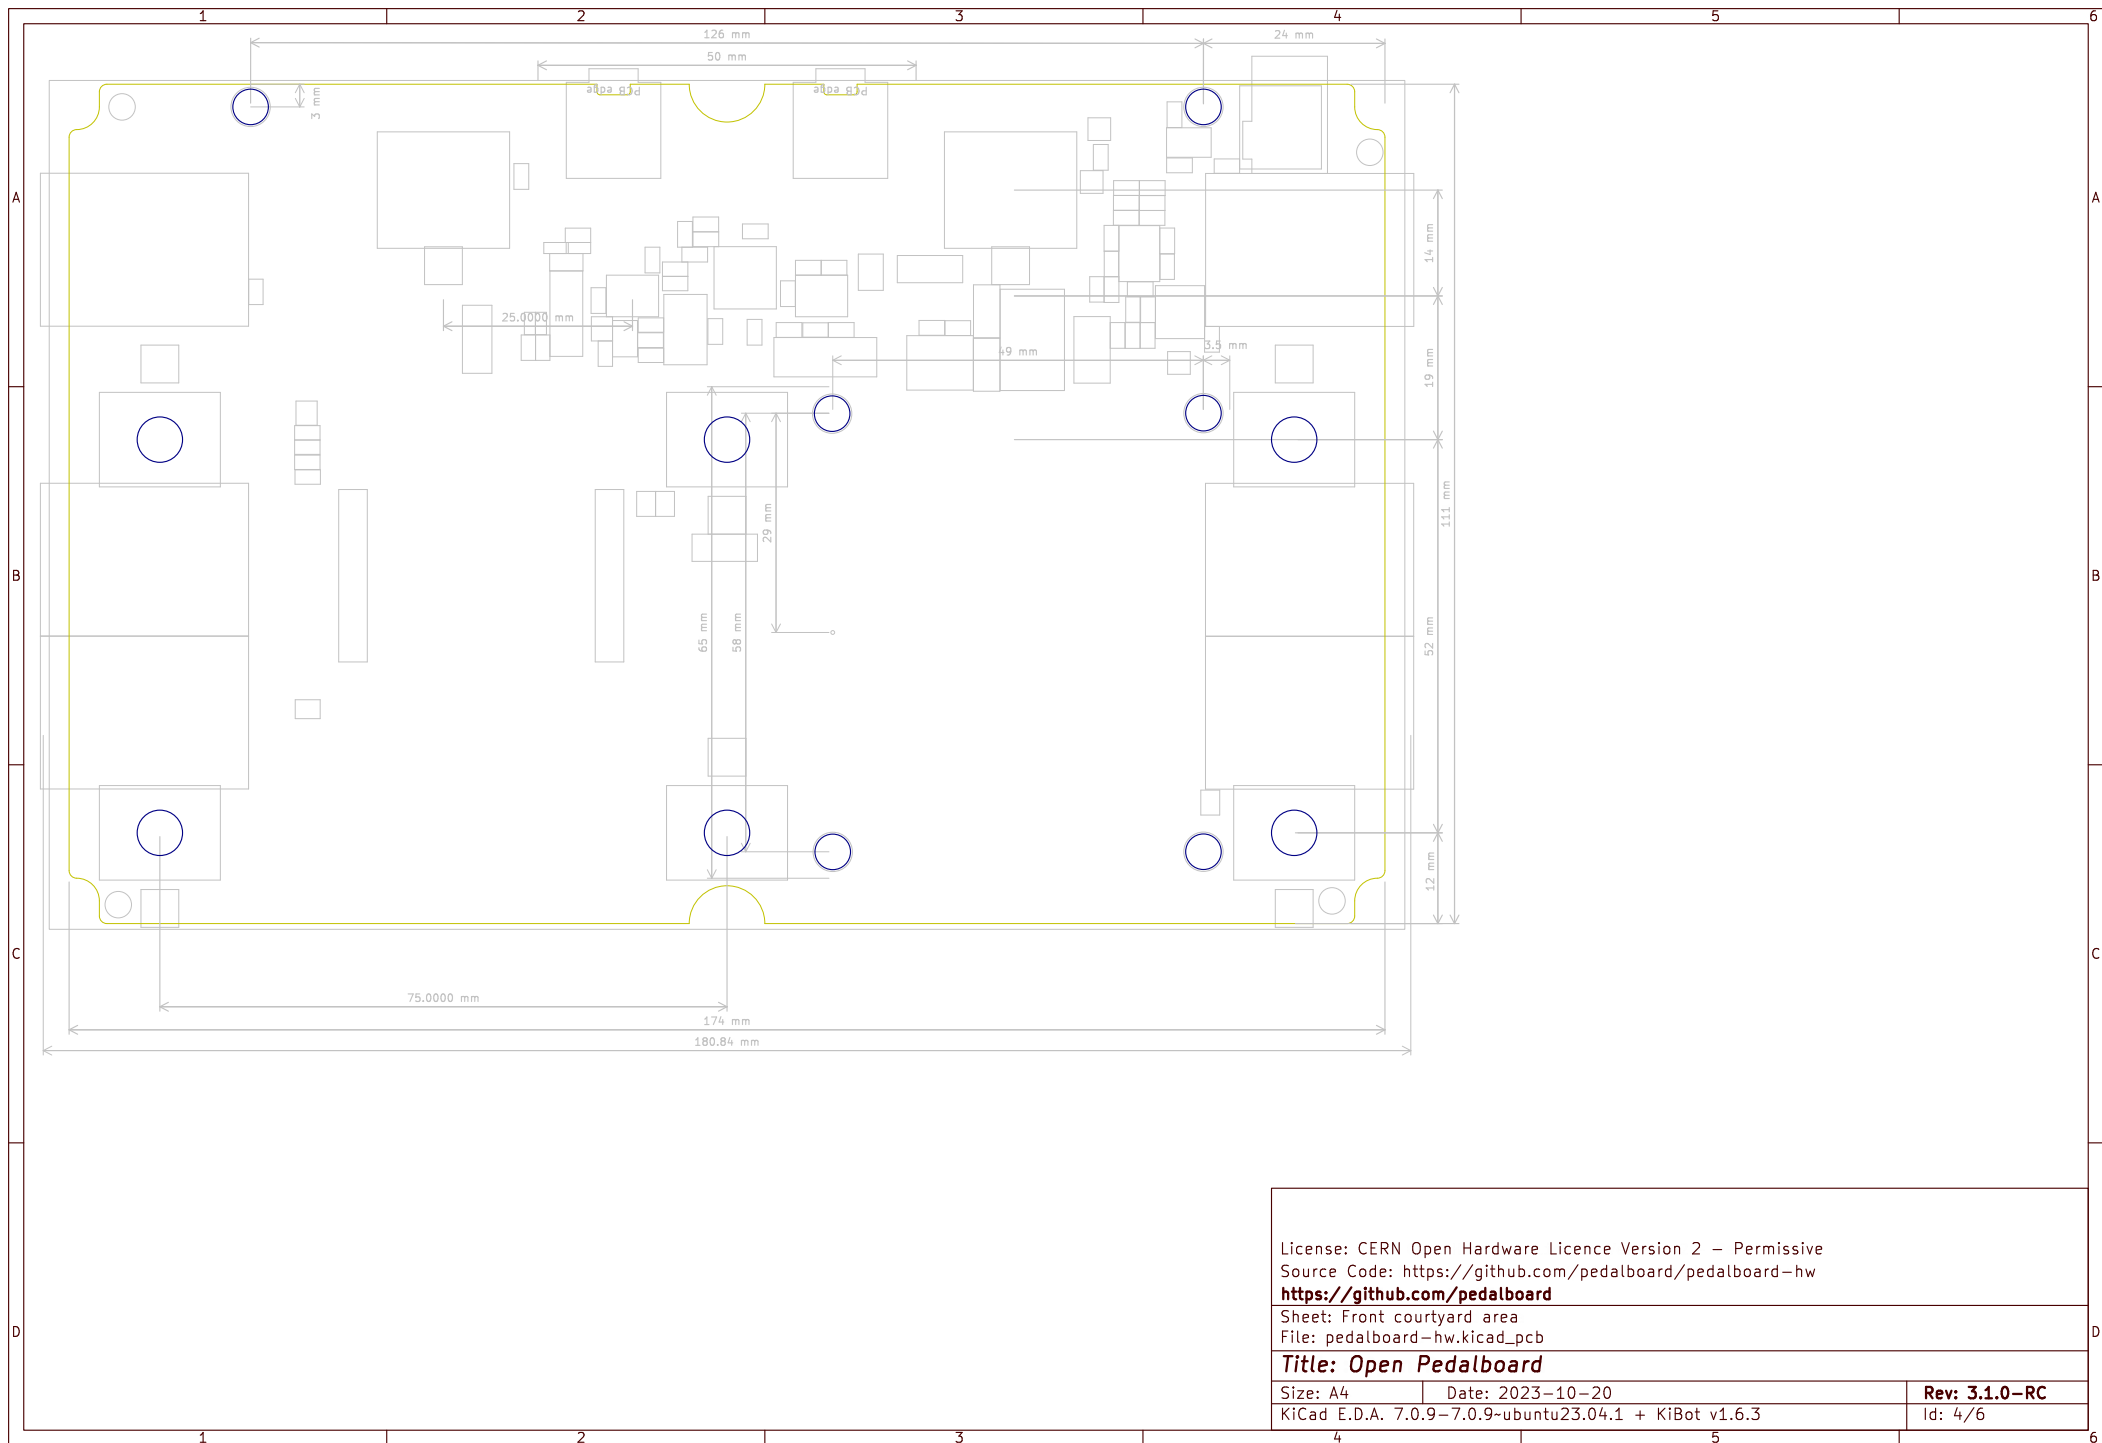 1 2 3 4 5 6
126 mm
24 mm
50 mm
3 mm
PCB edge
PCB edge
A
A
14 mm
25.0000 mm
49 mm
3.5 mm
19 mm
111 mm
29 mm
B
B
65 mm
58 mm
52 mm
12 mm
C
C
75.0000 mm
174 mm
180.84 mm
License: CERN Open Hardware Licence Version 2 – Permissive
Source Code: https://github.com/pedalboard/pedalboard-hw
https://github.com/pedalboard
Sheet: Front courtyard area
File: pedalboard-hw.kicad_pcb
D
D
Title: Open Pedalboard
Size: A4
Date: 2023-10-20
Rev: 3.1.0-RC
KiCad E.D.A. 7.0.9-7.0.9~ubuntu23.04.1 + KiBot v1.6.3
Id: 4/6
1 2 3 4 5 6